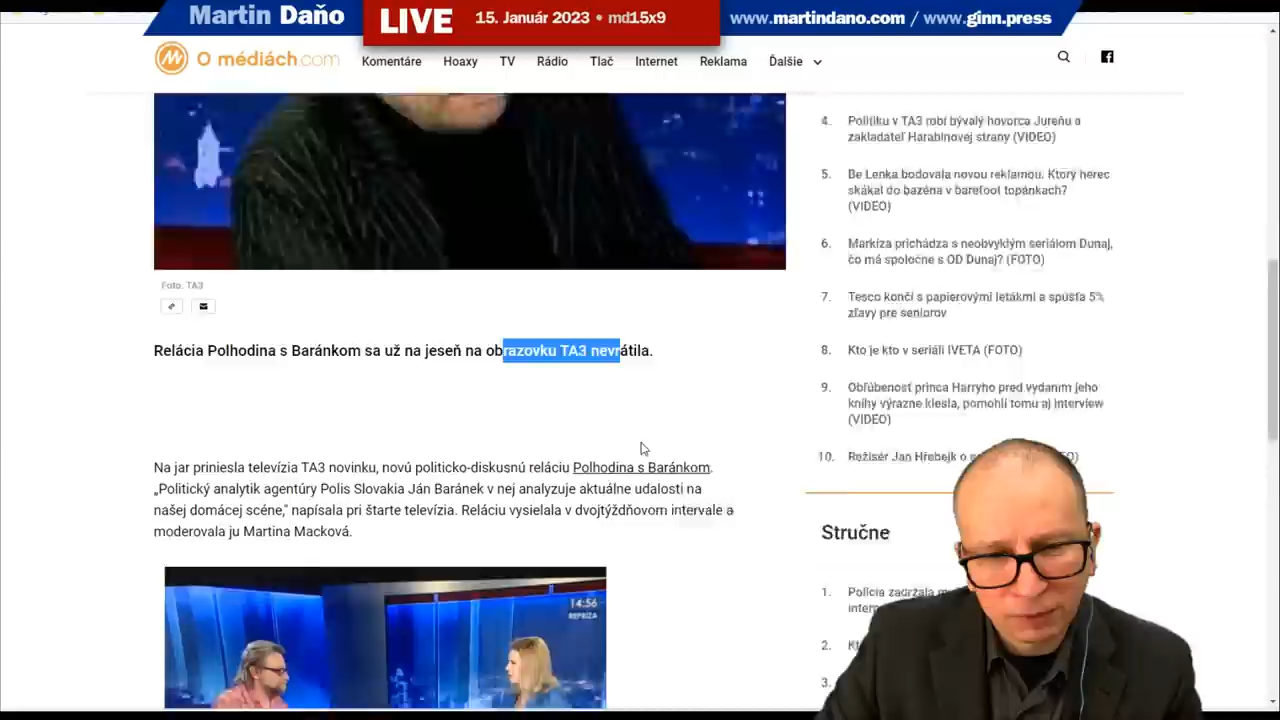 Martin Daňo
LIVE
15. Január 2023 • md15x9
www.martindano.com / www.ginn.press
O médiách.com
Komentáre
Hoaxy
TV
Rádio
Tlač
Internet
Reklama
Ďalšie
Foto: TA3
Relácia Polhodina s Baránkom sa už na jeseň na obrazovku TA3 nevrátila.
Na jar priniesla televízia TA3 novinku, novú politicko-diskusnú reláciu Polhodina s Baránkom.
„Politický analytik agentúry Polis Slovakia Ján Baránek v nej analyzuje aktuálne udalosti na
našej domácej scéne," napísala pri štarte televízia. Reláciu vysielala v dvojtýždňovom intervale a
moderovala ju Martina Macková.
14:56
REPRÍZA
4. Politiku v TA3 robí bývalý hovorca Jureňu a
zakladateľ Harabinovej strany (VIDEO)
5. Be Lenka bodovala novou reklamou. Ktorý herec
skákal do bazéna v barefoot topánkach?
(VIDEO)
6. Markíza prichádza s neobvyklým seriálom Dunaj,
čo má spoločné s OD Dunaj? (FOTO)
7. Tesco končí s papierovými letákmi a spúšťa 5%
zľavy pre seniorov
8. Kto je kto v seriáli IVETA (FOTO)
9. Obľúbenosť princa Harryho pred vydaním jeho
knihy výrazne klesla, pomohli tomu aj interview
(VIDEO)
10. Režisér Jan Hřebejk o
Stručne
1. Polícia zadržala
2.
3.